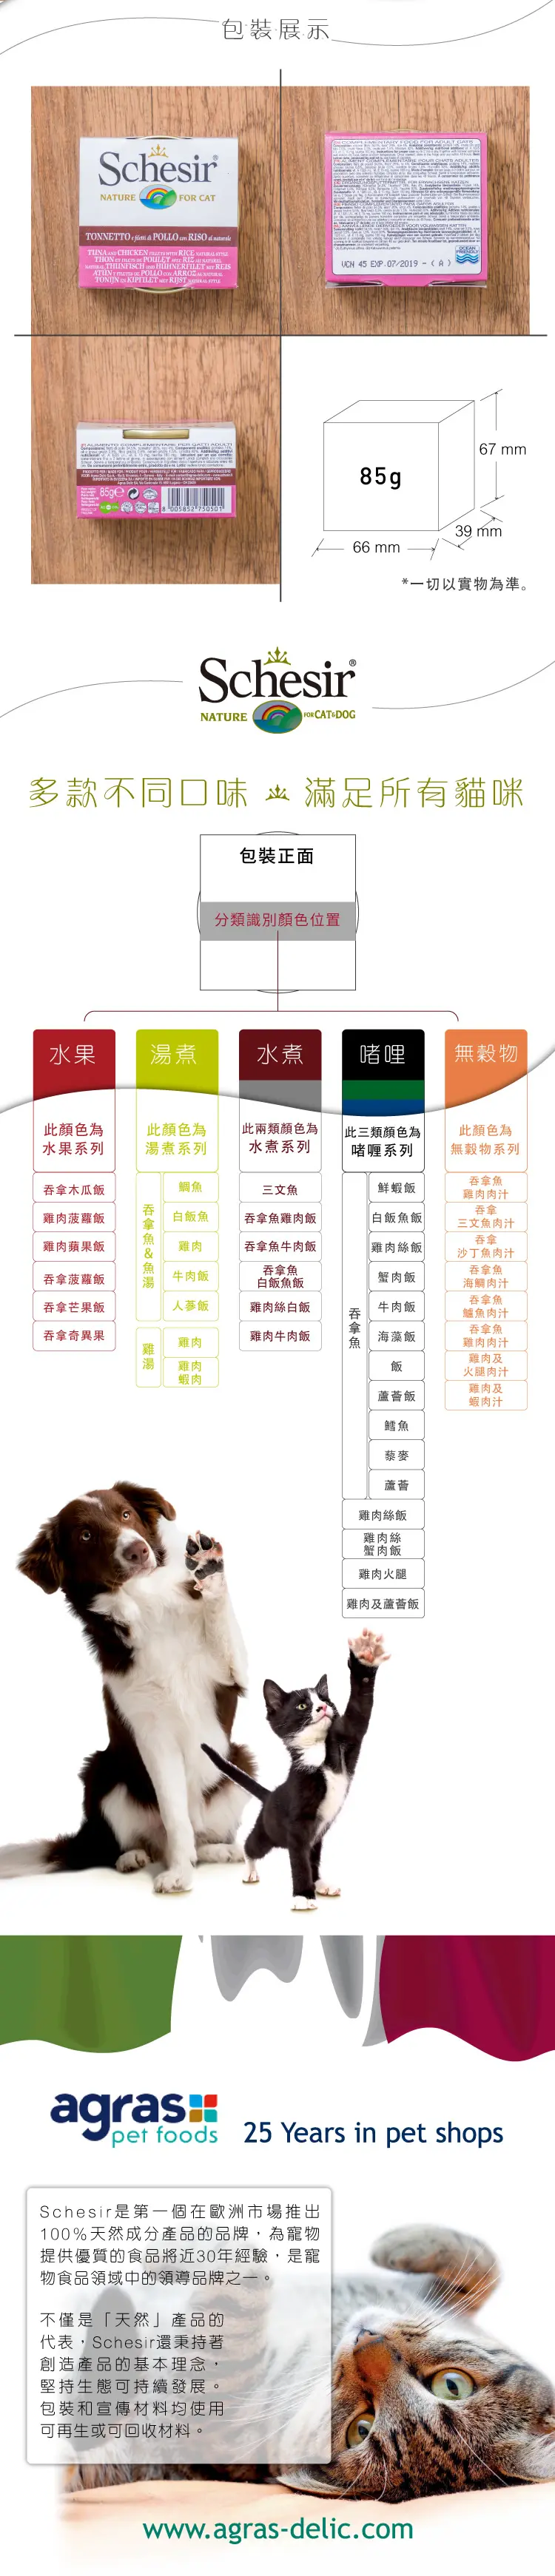 包裝展示
Schesir®
NATURE FOR CAT
TONNETTO e filetti di POLLO con RISO al naturale
TUNA AND CHICKEN FILLETS WITH RICE NATURAL STYLE
THON ET FILETS DE POULET AVEC RIZ AU NATUREL
THUNFISCH UND HÜHNERFILET MIT REIS
ATÚN Y FILETES DE POLLO CON ARROZ AL NATURAL
TONIJN EN KIPFILET MET RIJST NATURAL STYLE
VCN 45 EXP.07/2019 - ( A )
85g e
8 005852 750501
85g
67 mm
39 mm
66 mm
*一切以實物為準。
Schesir®
NATURE FOR CAT&DOG
多款不同口味 滿足所有貓咪
包裝正面
分類識別顏色位置
水果
湯煮
水煮
啫哩
無穀物
此顏色為
水果系列
此顏色為
湯煮系列
此兩類顏色為
水煮系列
此三類顏色為
啫喱系列
此顏色為
無穀物系列
吞拿木瓜飯
雞肉菠蘿飯
雞肉蘋果飯
吞拿菠蘿飯
吞拿芒果飯
吞拿奇異果
吞拿魚&魚湯
鯛魚
白飯魚
雞肉
牛肉飯
人蔘飯
雞湯
雞肉
雞肉
蝦肉
三文魚
吞拿魚雞肉飯
吞拿魚牛肉飯
吞拿魚
白飯魚飯
雞肉絲白飯
雞肉牛肉飯
吞拿魚
鮮蝦飯
白飯魚飯
雞肉絲飯
蟹肉飯
牛肉飯
海藻飯
飯
蘆薈飯
鱈魚
藜麥
蘆薈
雞肉絲飯
雞肉絲
蟹肉飯
雞肉火腿
雞肉及蘆薈飯
吞拿魚
雞肉肉汁
吞拿
三文魚肉汁
吞拿
沙丁魚肉汁
吞拿魚
海鯛肉汁
吞拿魚
鱸魚肉汁
吞拿魚
雞肉肉汁
雞肉及
火腿肉汁
雞肉及
蝦肉汁
agras
pet foods
25 Years in pet shops
Schesir是第一個在歐洲市場推出
100%天然成分產品的品牌，為寵物
提供優質的食品將近30年經驗，是寵
物食品領域中的領導品牌之一。
不僅是「天然」產品的
代表，Schesir還秉持著
創造產品的基本理念，
堅持生態可持續發展。
包裝和宣傳材料均使用
可再生或可回收材料。
www.agras-delic.com